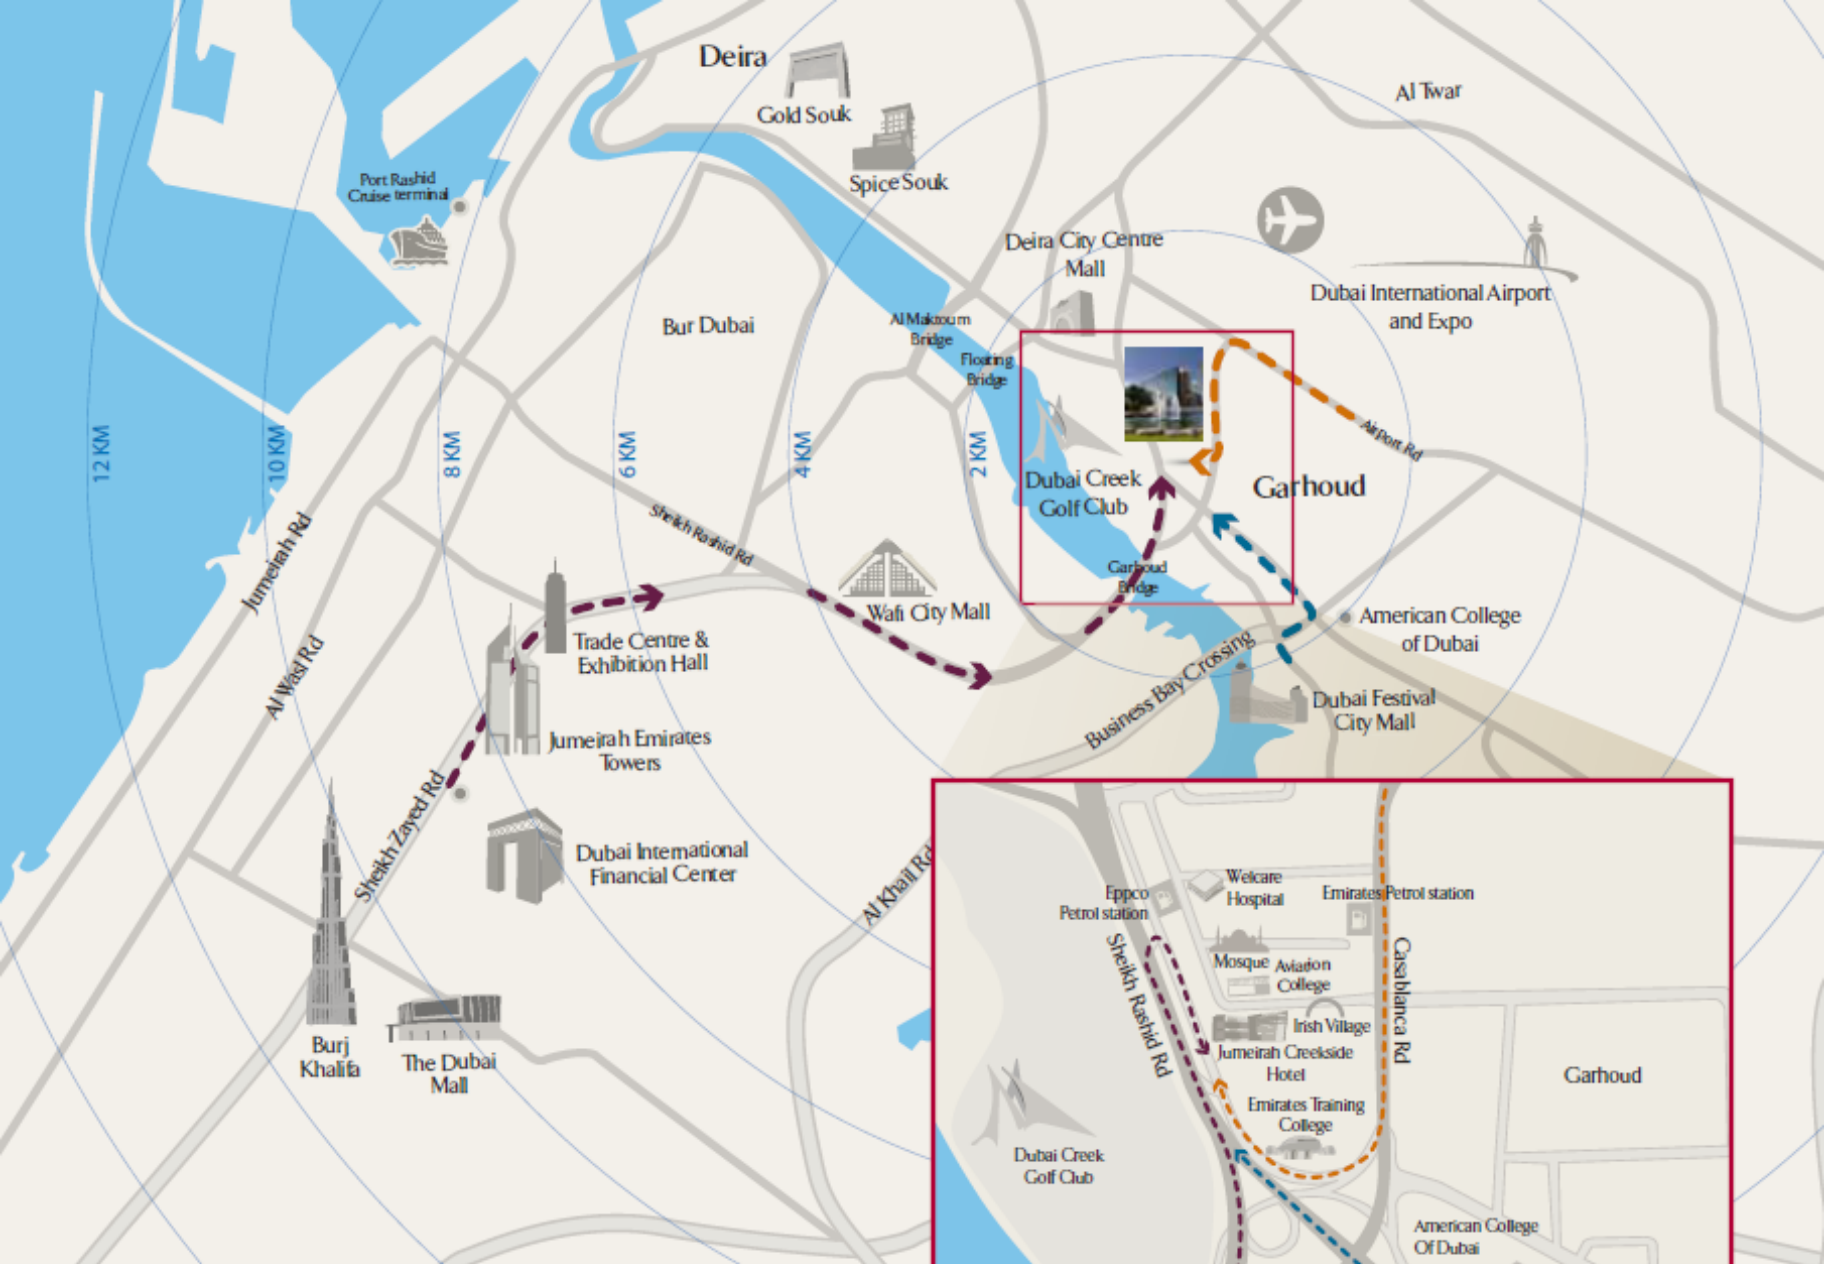 Deira
Gold Souk
Spice Souk
Al Twar
Port Rashid
Cruise terminal
Deira City Centre
Mall
Dubai International Airport
and Expo
Bur Dubai
Al Maktoum
Bridge
Floating
Bridge
12 KM
10 KM
8 KM
6 KM
4 KM
2 KM
Airport Rd
Dubai Creek
Golf Club
Garhoud
Sheikh Rashid Rd
Jumeirah Rd
Garhoud
Bridge
Wafi City Mall
American College
of Dubai
Trade Centre &
Exhibition Hall
Al Wasl Rd
Business Bay Crossing
Dubai Festival
City Mall
Jumeirah Emirates
Towers
Sheikh Zayed Rd
Dubai International
Financial Center
Al Khail Rd
Burj
Khalifa
The Dubai
Mall
Eppco
Petrol station
Welcare
Hospital
Emirates Petrol station
Sheikh Rashid Rd
Mosque
Aviation
College
Casablanca Rd
Irish Village
Jumeirah Creekside
Hotel
Garhoud
Emirates Training
College
Dubai Creek
Golf Club
American College
Of Dubai